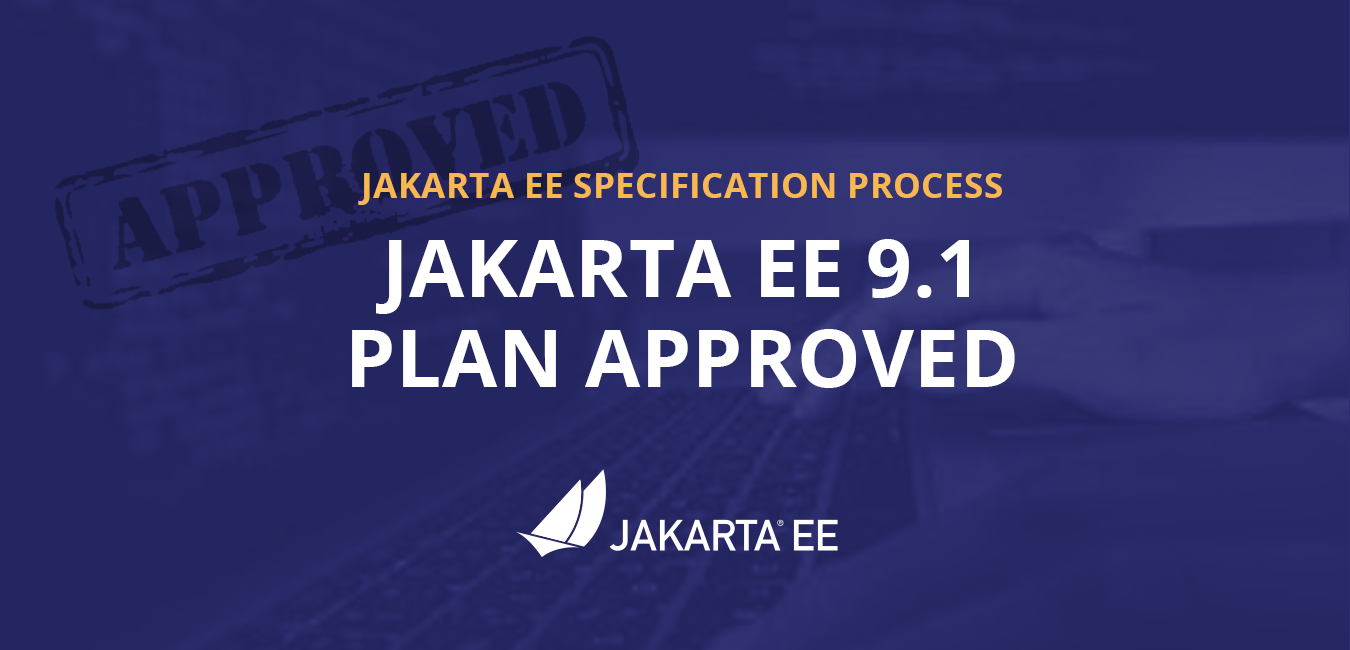 APPROVED
JAKARTA EE SPECIFICATION PROCESS
JAKARTA EE 9.1
PLAN APPROVED
JAKARTA® EE